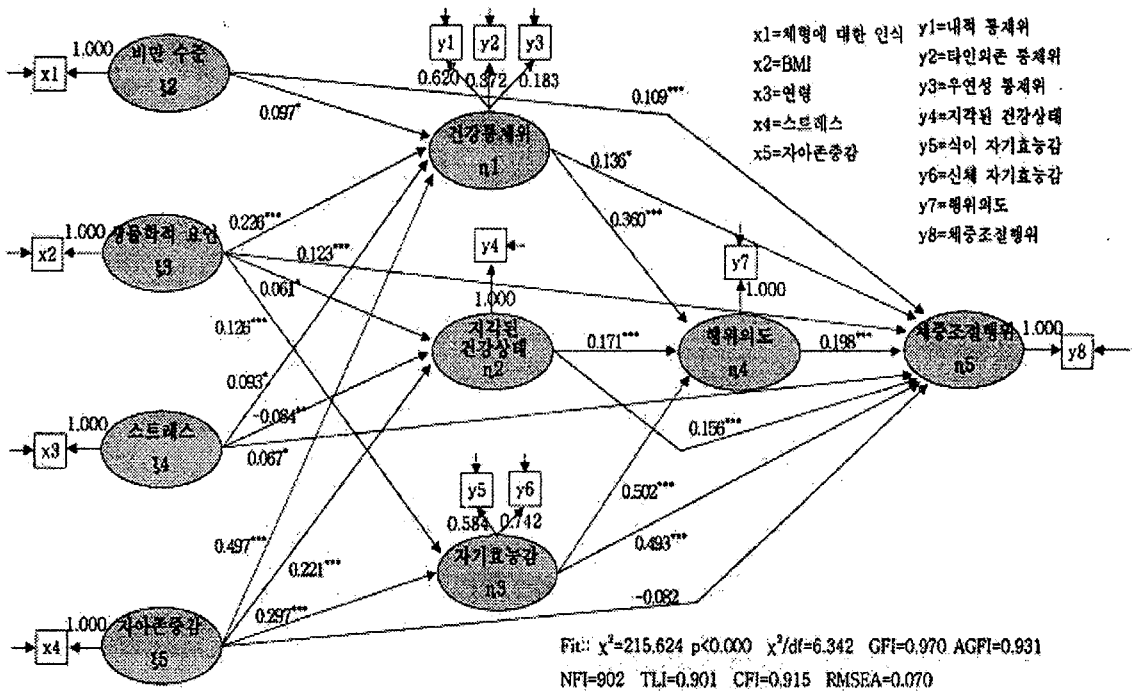 y1 y2 y3
0.620 0.372 0.183
x1=체형에 대한 인식
x2=BMI
x3=연령
x4=스트레스
x5=자아존중감
y1=내적 통제위
y2=타인의존 통제위
y3=우연성 통제위
y4=지각된 건강상태
y5=식이 자기효능감
y6=신체 자기효능감
y7=행위의도
y8=체중조절행위
1.000
x1
비만 수준
ξ2
0.097*
0.109***
건강통제위
η1
0.136*
0.360***
0.226***
1.000
x2
요인
ξ3
0.123***
0.061*
0.126***
y4
1.000
y7
1.000
지각된
건강상태
η2
0.171***
행위의도
η4
0.198***
체중조절행위
η5
1.000
y8
0.093*
-0.084**
0.067*
0.156***
1.000
x3
스트레스
ξ4
y5 y6
0.584 0.742
0.502***
0.493***
0.497***
0.221***
0.297***
자기효능감
η3
-0.082
1.000
x4
자아존중감
ξ5
Fit:: χ²=215.624 p<0.000 χ²/df=6.342 GFI=0.970 AGFI=0.931
NFI=902 TLI=0.901 CFI=0.915 RMSEA=0.070